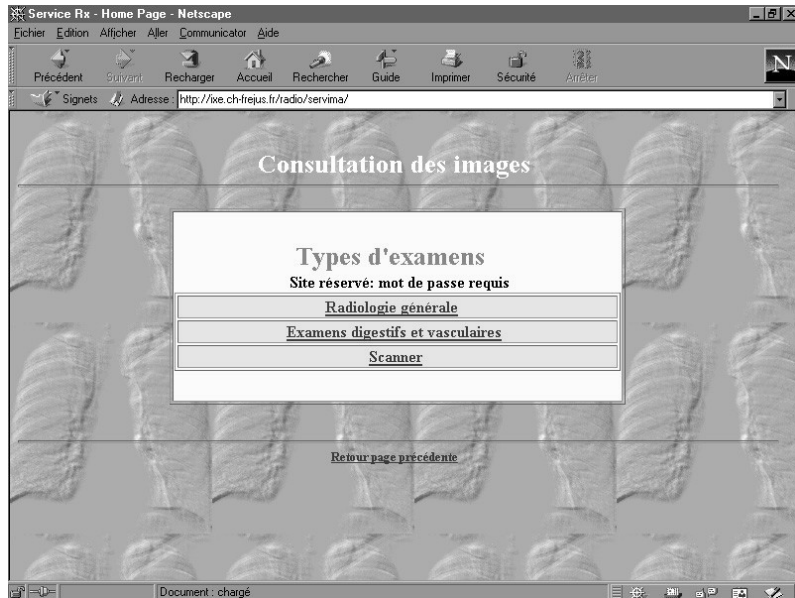 Service Rx - Home Page - Netscape
Fichier Edition Afficher Aller Communicator Aide
Précédent Suivant Recharger Accueil Rechercher Guide Imprimer Sécurité Arrêter
N
Signets Adresse : http://ixe.ch-frejus.fr/radio/servima/
Consultation des images
Types d'examens
Site réservé: mot de passe requis
Radiologie générale
Examens digestifs et vasculaires
Scanner
Retour page précédente
Document : chargé